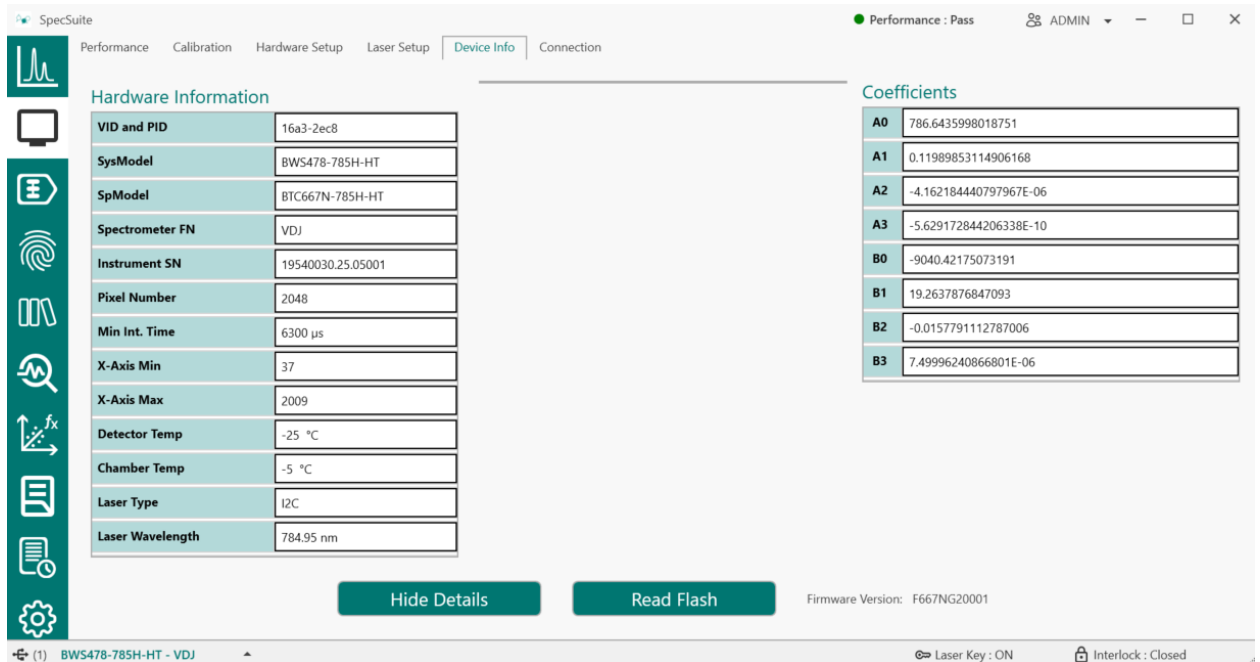 SpecSuite
Performance : Pass
ADMIN
Performance Calibration Hardware Setup Laser Setup Device Info Connection
Hardware Information
VID and PID 16a3-2ec8
SysModel BWS478-785H-HT
SpModel BTC667N-785H-HT
Spectrometer FN VDJ
Instrument SN 19540030.25.05001
Pixel Number 2048
Min Int. Time 6300 µs
X-Axis Min 37
X-Axis Max 2009
Detector Temp -25 °C
Chamber Temp -5 °C
Laser Type I2C
Laser Wavelength 784.95 nm
Coefficients
A0 786.6435998018751
A1 0.11989853114906168
A2 -4.162184440797967E-06
A3 -5.629172844206338E-10
B0 -9040.42175073191
B1 19.2637876847093
B2 -0.0157791112787006
B3 7.49996240866801E-06
fx
Hide Details Read Flash Firmware Version: F667NG20001
(1) BWS478-785H-HT - VDJ Laser Key : ON Interlock : Closed